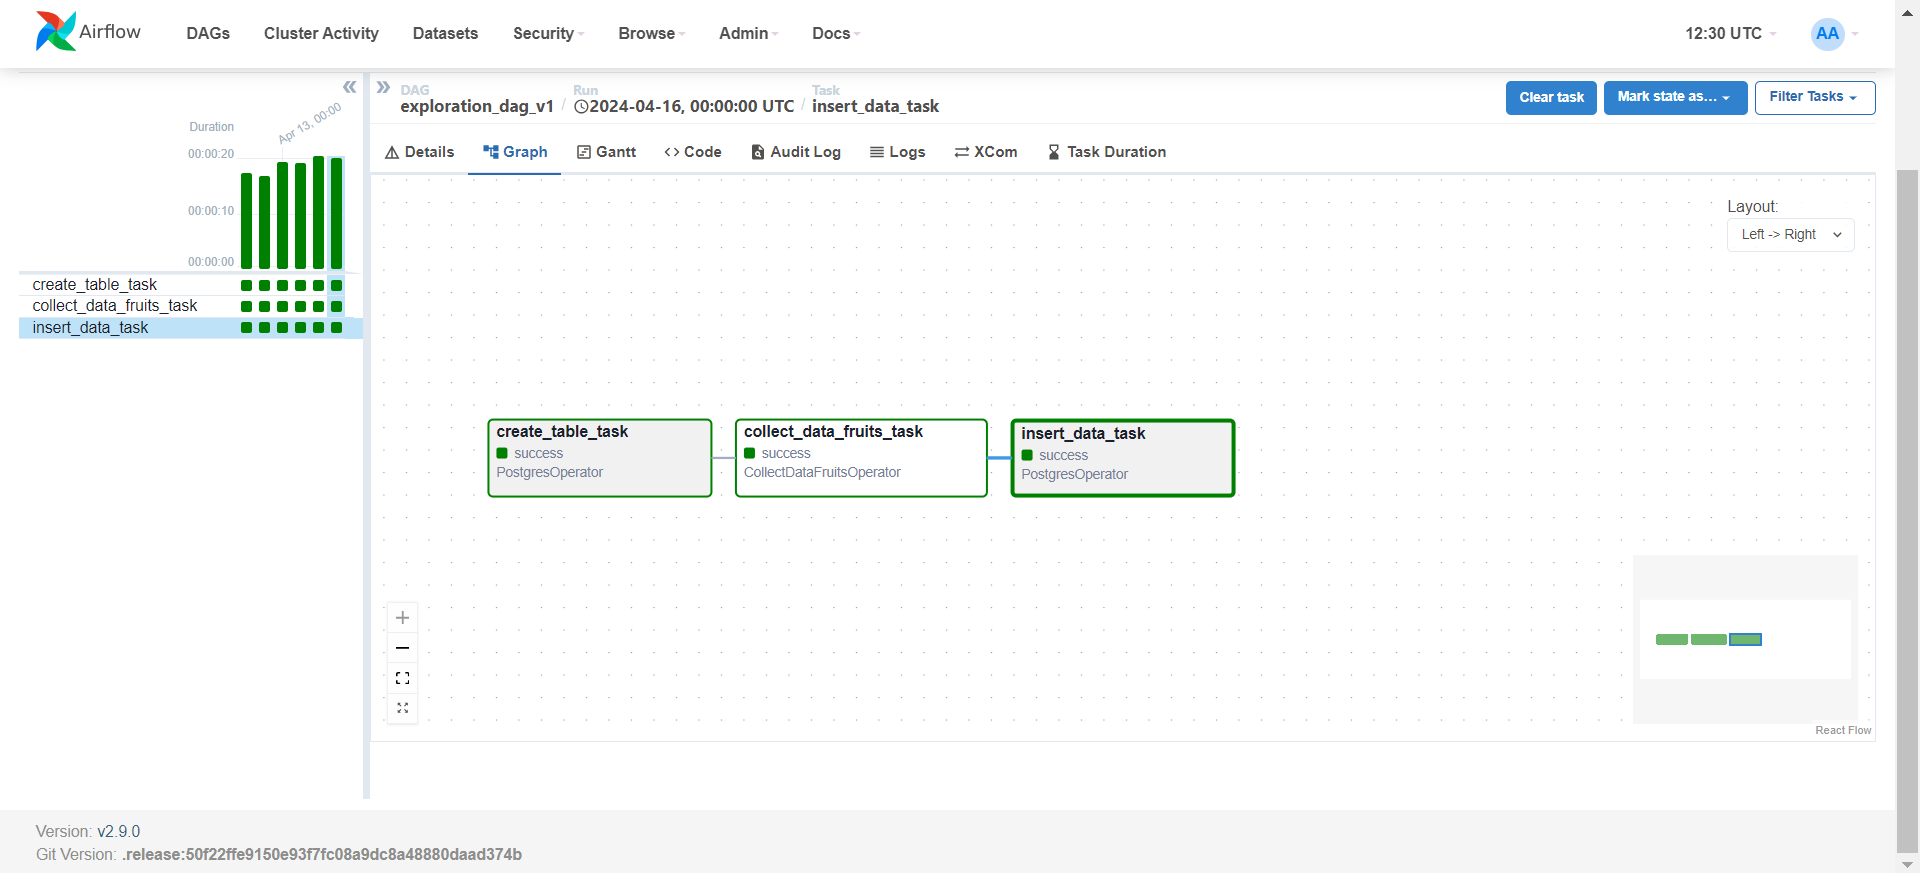 Airflow
DAGs
Cluster Activity
Datasets
Security
Browse
Admin
Docs
12:30 UTC
AA
Duration
Apr 13, 00:00
00:00:20
00:00:10
00:00:00
create_table_task
collect_data_fruits_task
insert_data_task
DAG
exploration_dag_v1
/
Run
2024-04-16, 00:00:00 UTC
/
Task
insert_data_task
Clear task
Mark state as...
Filter Tasks
Details
Graph
Gantt
Code
Audit Log
Logs
XCom
Task Duration
Layout:
Left -> Right
create_table_task
success
PostgresOperator
collect_data_fruits_task
success
CollectDataFruitsOperator
insert_data_task
success
PostgresOperator
React Flow
Version: v2.9.0
Git Version: .release:50f22ffe9150e93f7fc08a9dc8a48880daad374b